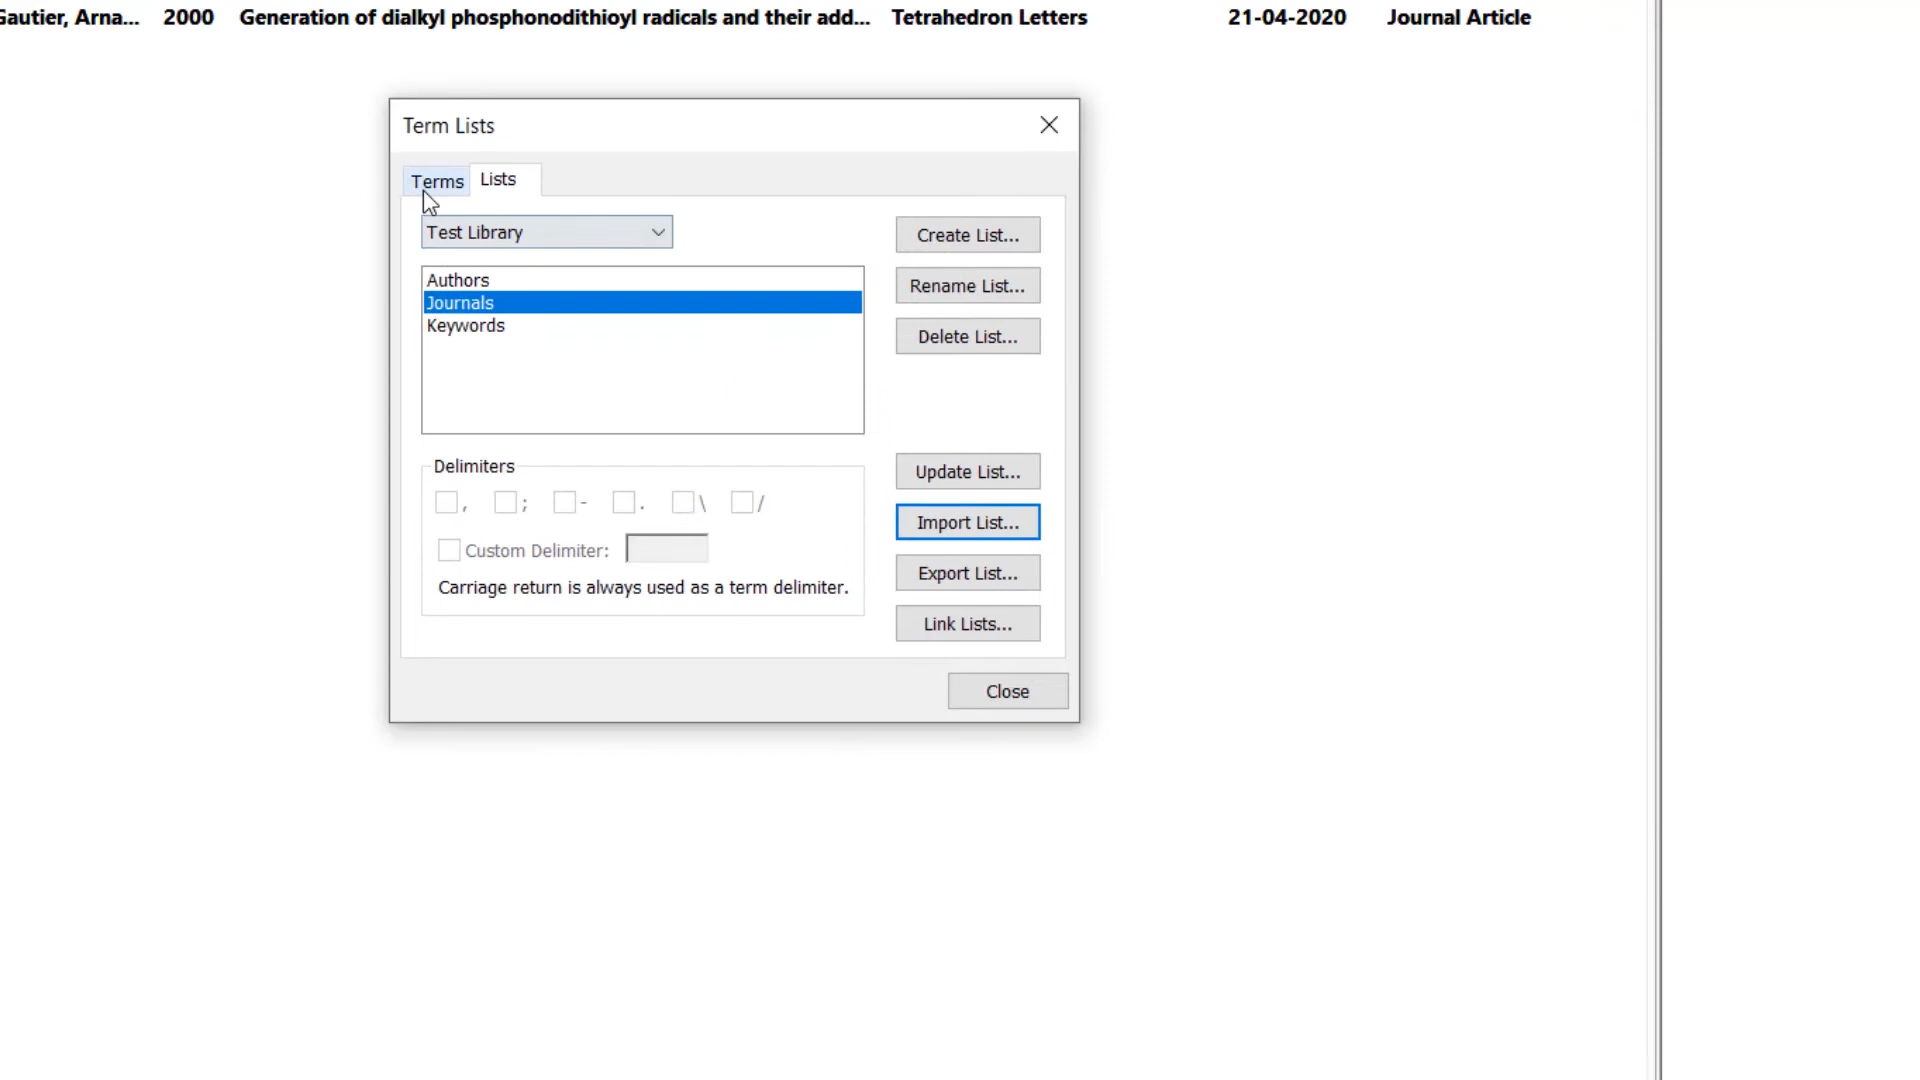 Gautier, Arna... 2000 Generation of dialkyl phosphonodithioyl radicals and their add... Tetrahedron Letters 21-04-2020 Journal Article
Term Lists
Terms Lists
Test Library
Create List...
Authors
Rename List...
Journals
Keywords
Delete List...
Delimiters
Update List...
, ; - . \ /
Import List...
Custom Delimiter:
Export List...
Carriage return is always used as a term delimiter.
Link Lists...
Close